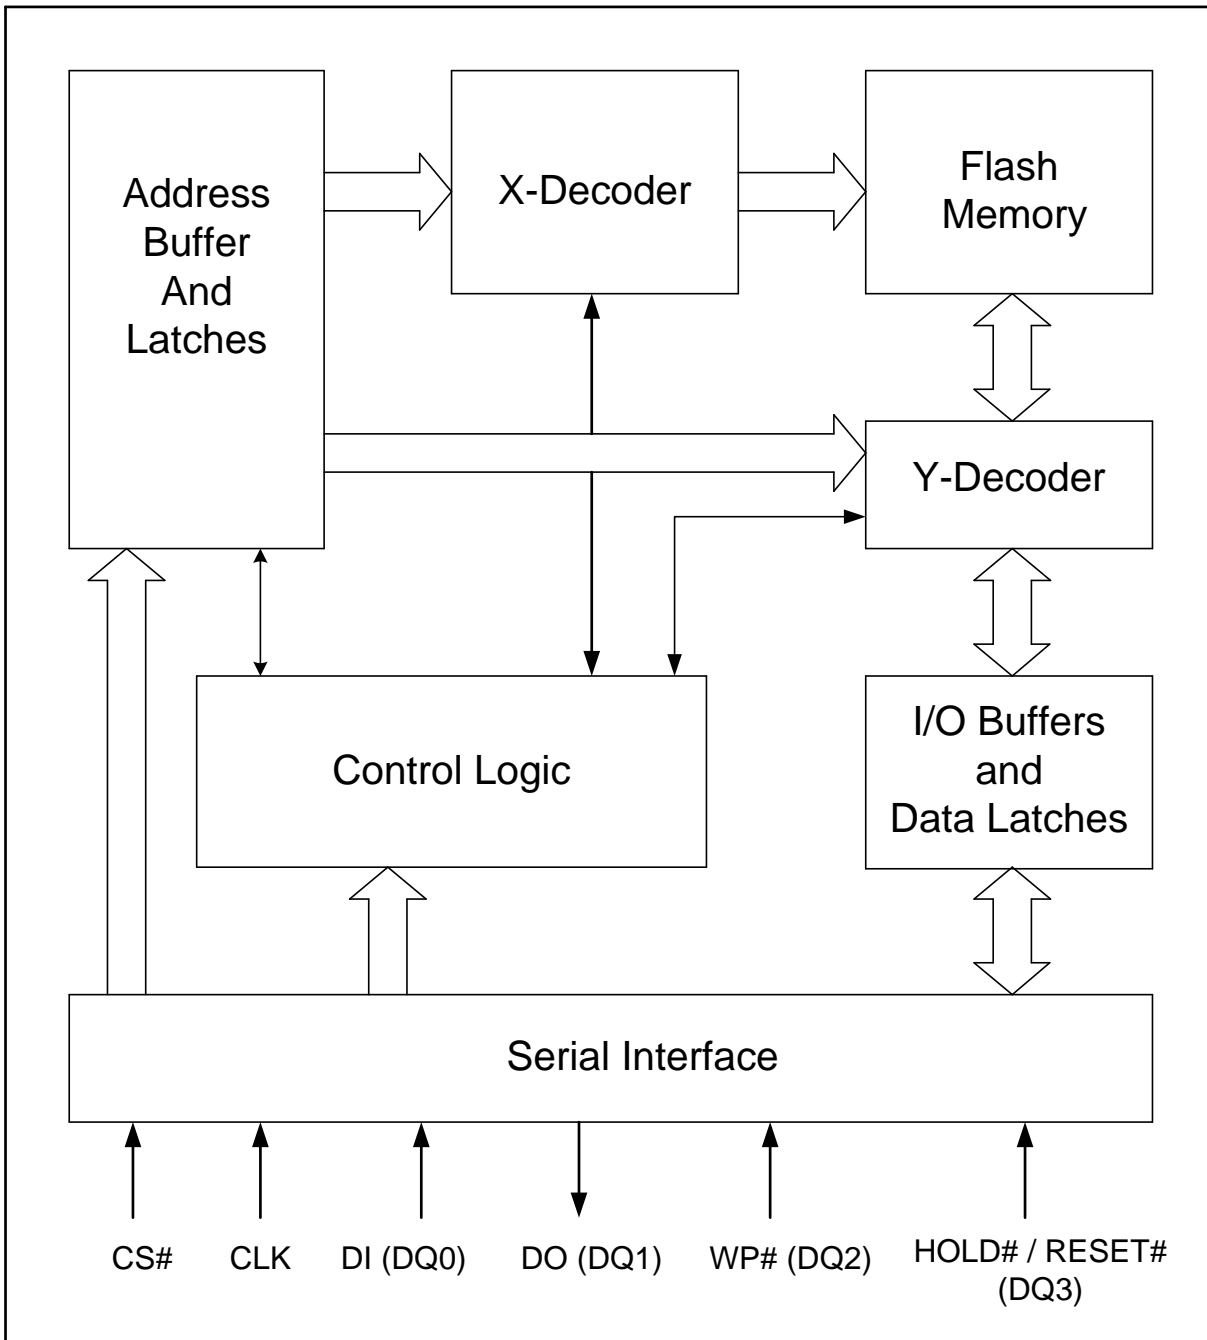 Address
Buffer
And
Latches
X-Decoder
Flash
Memory
Y-Decoder
Control Logic
I/O Buffers
and
Data Latches
Serial Interface
CS#
CLK
DI (DQ0)
DO (DQ1)
WP# (DQ2)
HOLD# / RESET#
(DQ3)